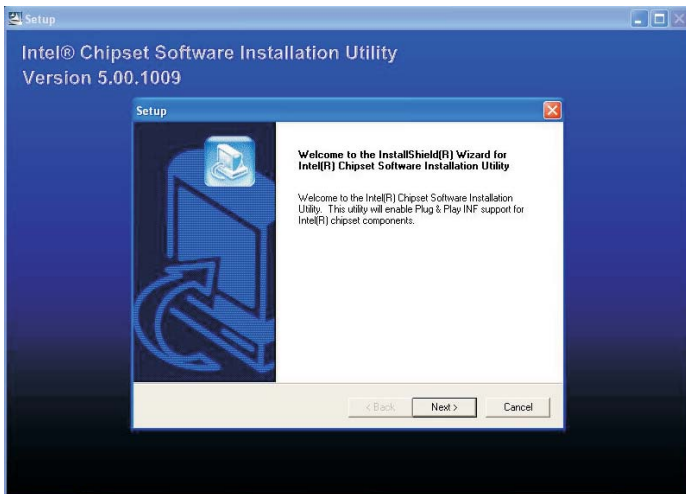 Setup
Intel® Chipset Software Installation Utility
Version 5.00.1009
Setup
Welcome to the InstallShield(R) Wizard for
Intel(R) Chipset Software Installation Utility
Welcome to the Intel(R) Chipset Software Installation
Utility. This utility will enable Plug & Play INF support for
Intel(R) chipset components.
< Back
Next >
Cancel